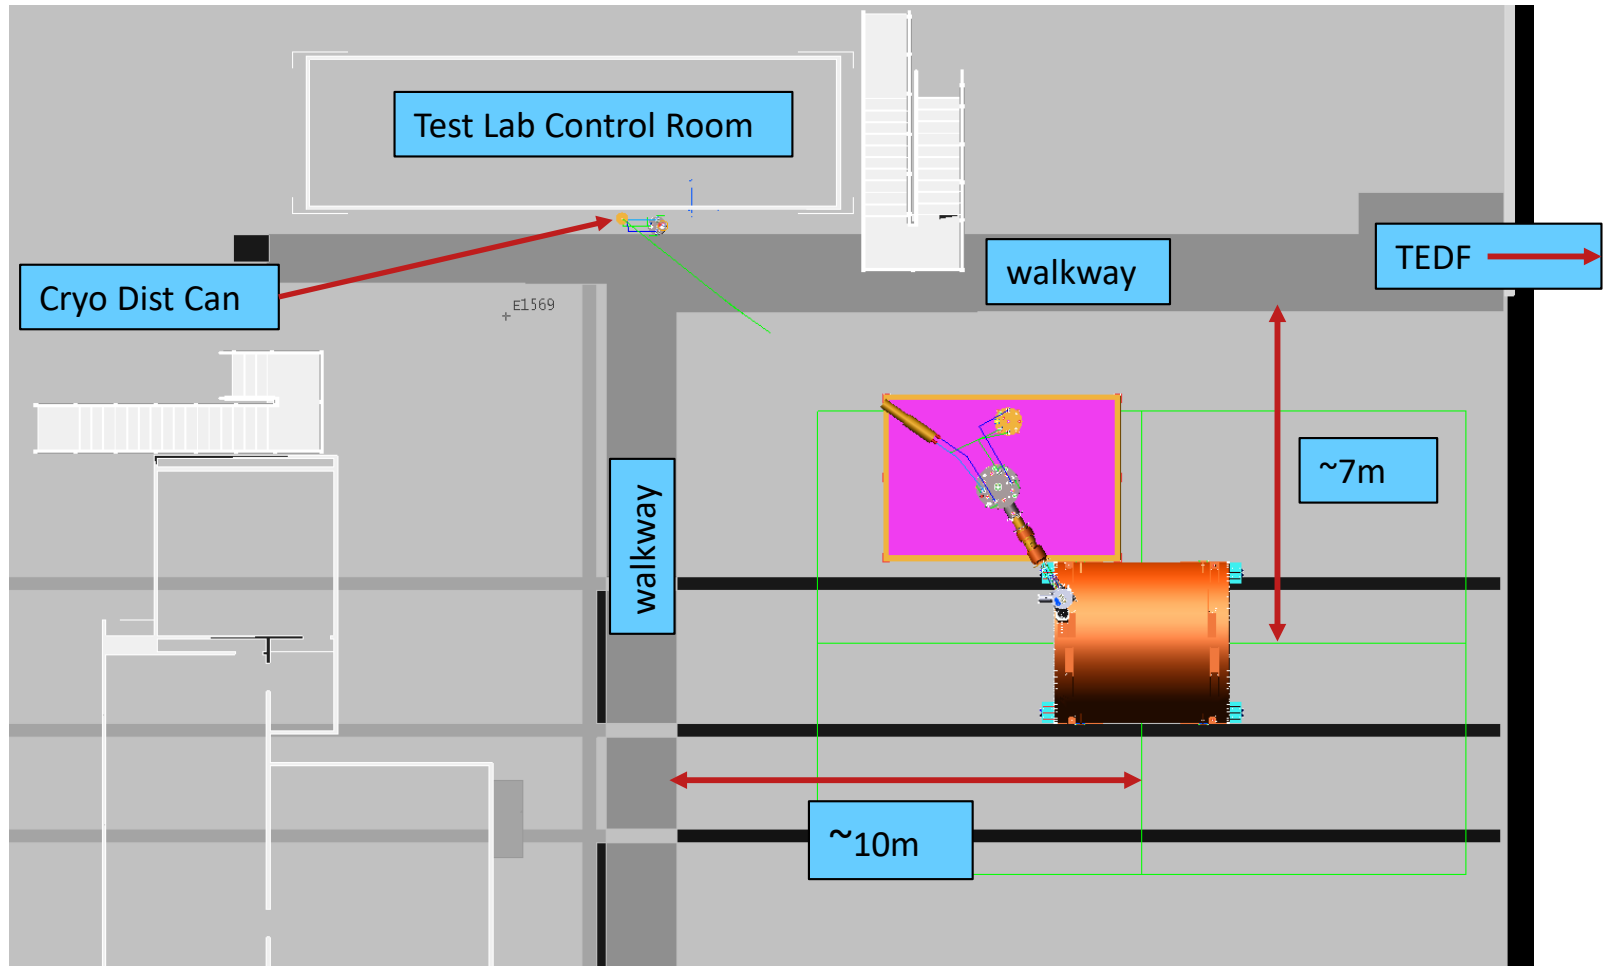 Test Lab Control Room
walkway
TEDF
Cryo Dist Can
E1569
~7m
walkway
~10m